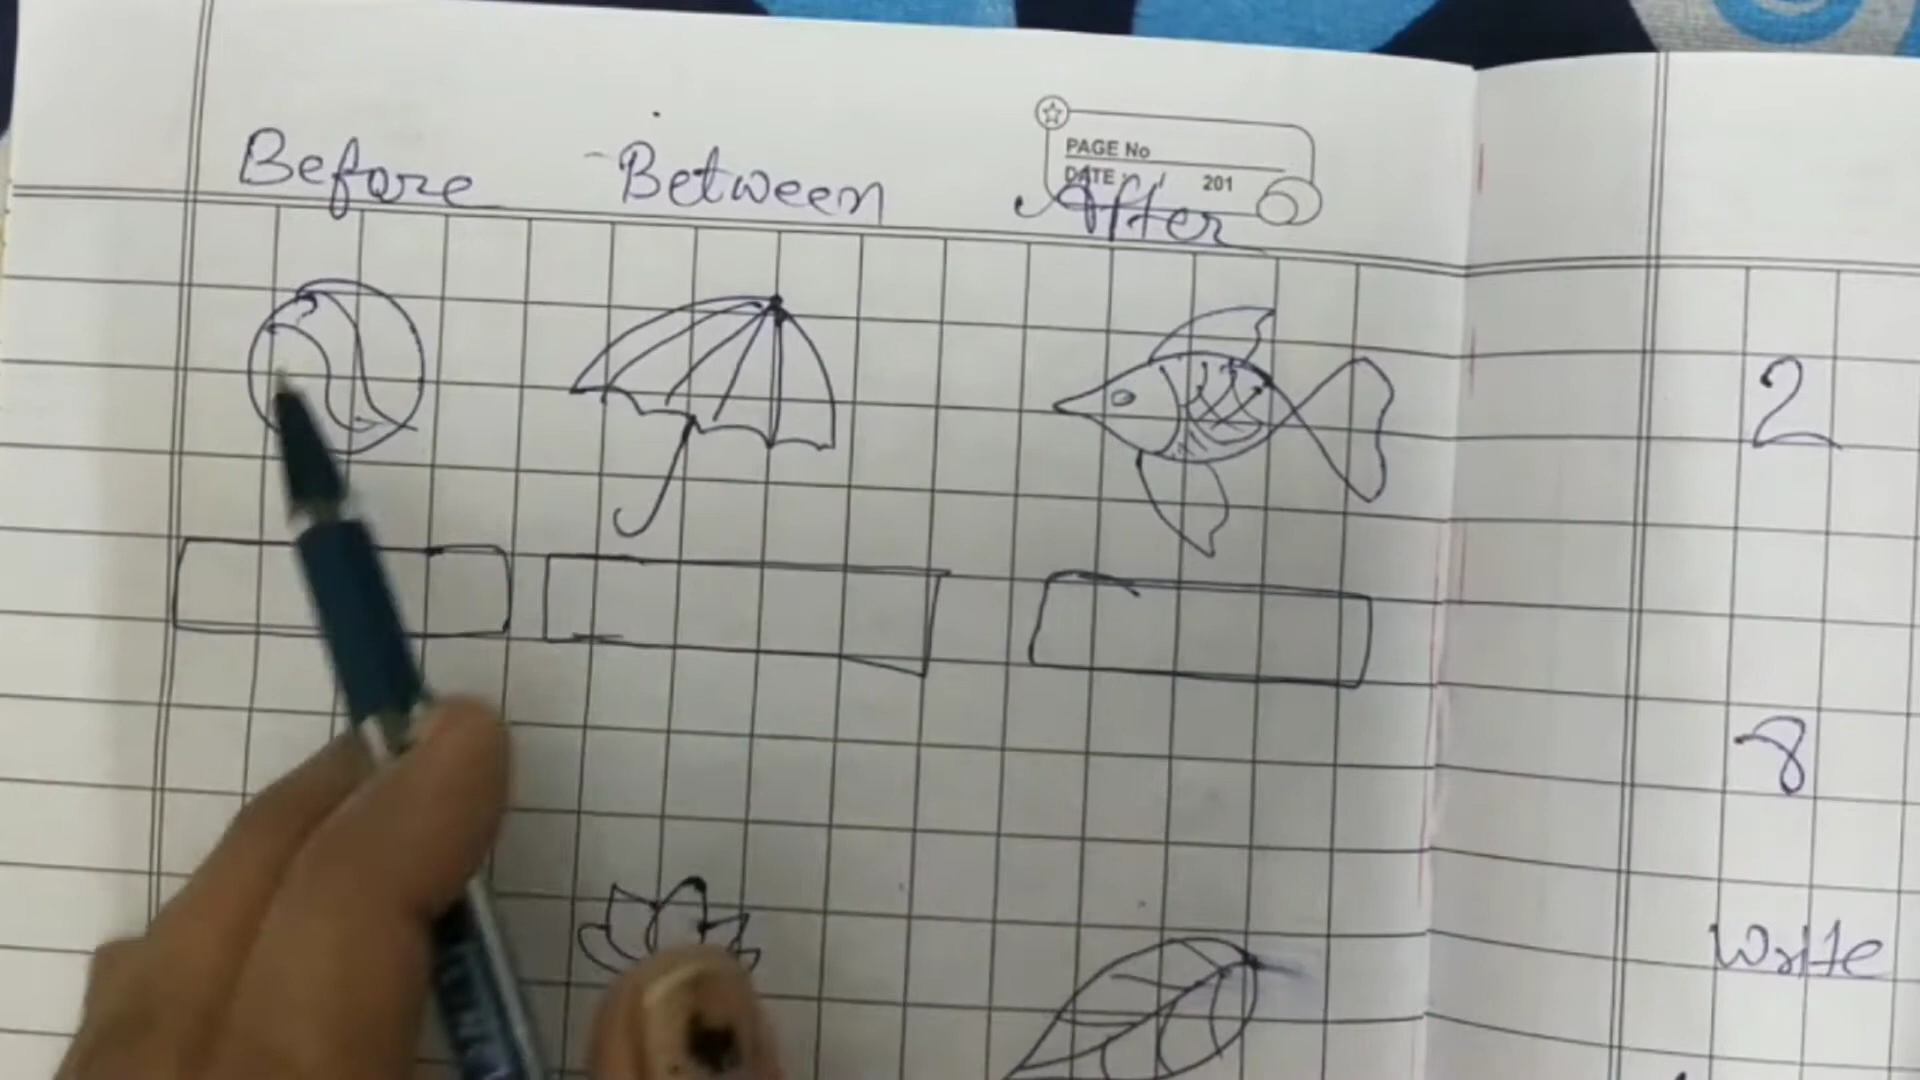 PAGE No
DATE: / / 201
Before Between After
2
8
Write